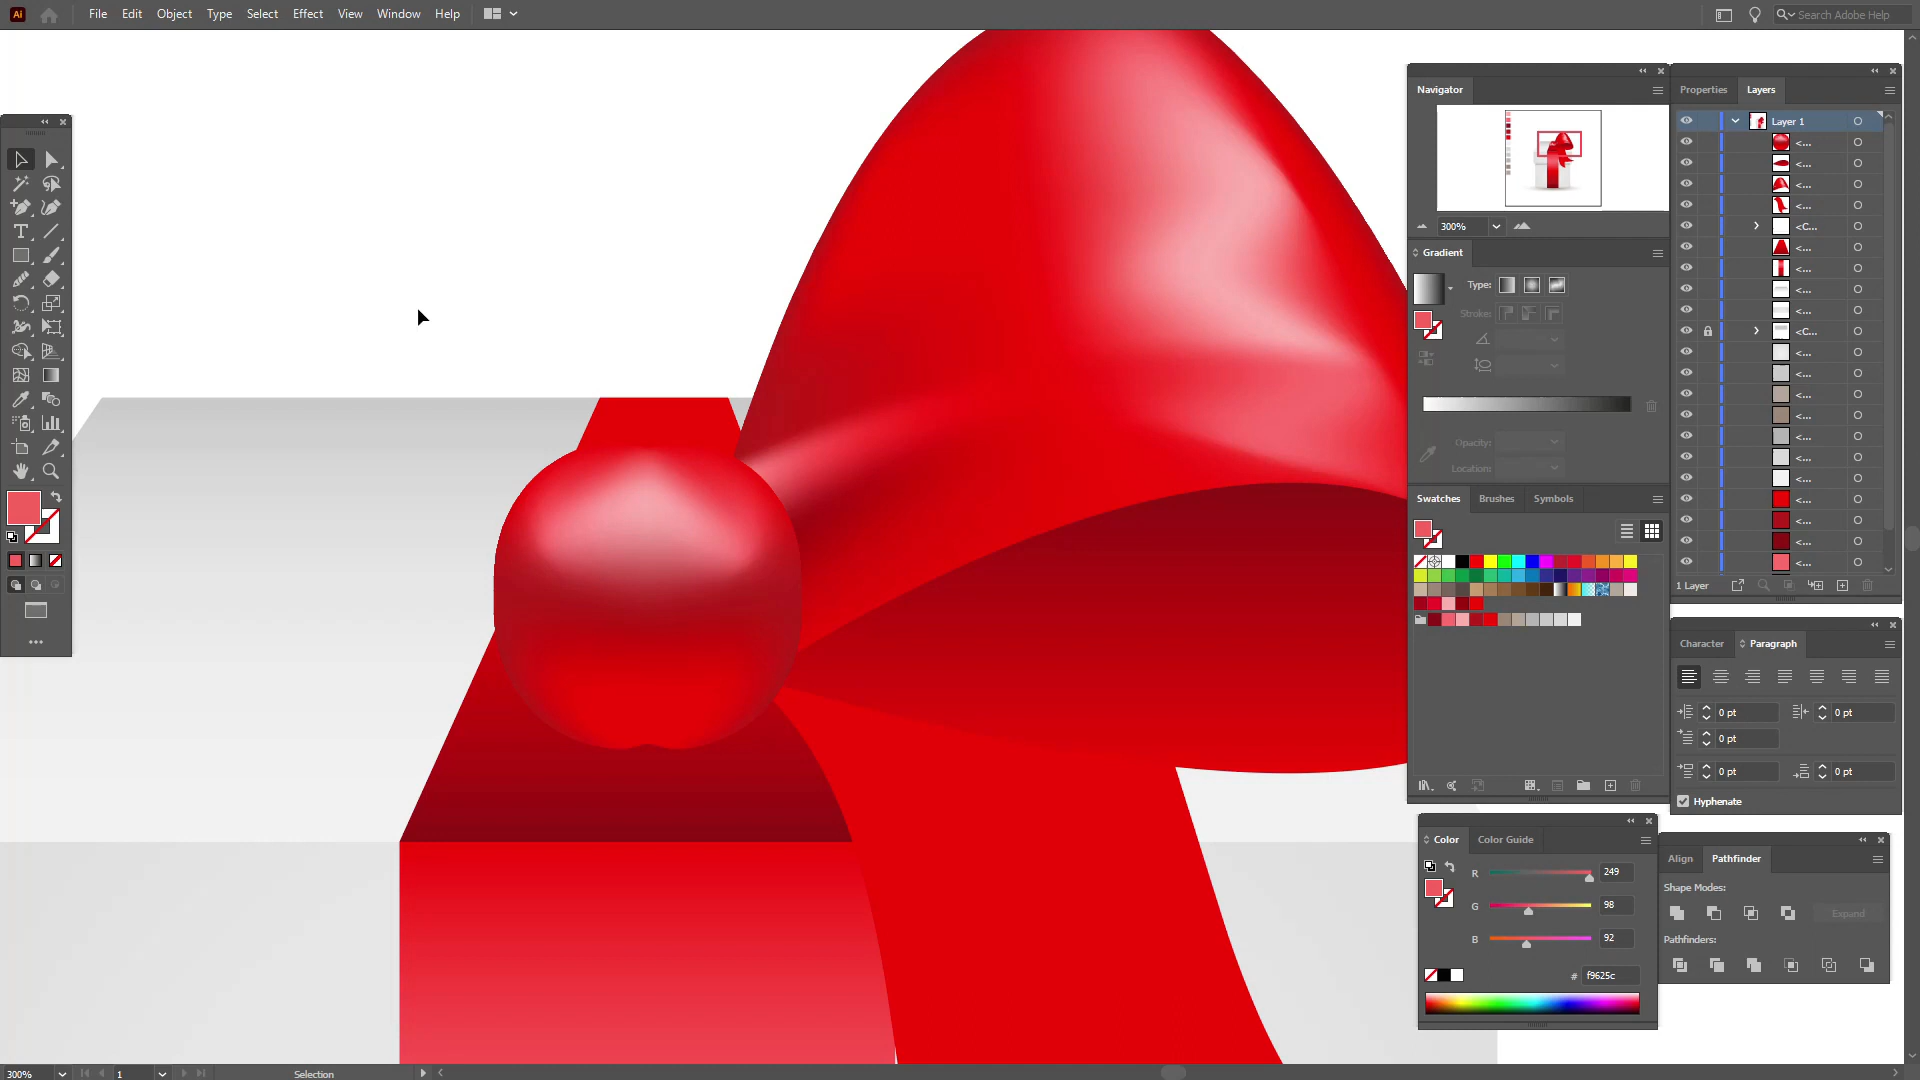 Ai File Edit Object Type Select Effect View Window Help Search Adobe Help
Navigator
Properties Layers
Layer 1
<...
<...
<...
<...
<C...
<...
<...
<...
<...
<C...
<...
<...
<...
<...
<...
<...
<...
<...
<...
<...
<...
1 Layer
300%
Gradient
Type:
Stroke:
Opacity:
Location:
Swatches Brushes Symbols
Character Paragraph
0 pt 0 pt
0 pt
0 pt 0 pt
Hyphenate
Color Color Guide
R 249
G 98
B 92
# f9625c
Align Pathfinder
Shape Modes:
Expand
Pathfinders:
300% 1 Selection